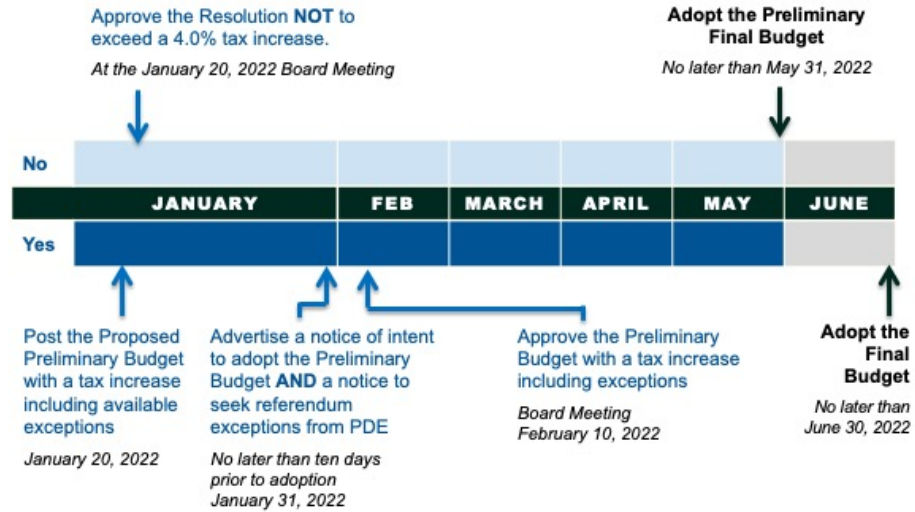 Approve the Resolution NOT to
exceed a 4.0% tax increase.
At the January 20, 2022 Board Meeting
Adopt the Preliminary
Final Budget
No later than May 31, 2022
No
JANUARY
FEB
MARCH
APRIL
MAY
JUNE
Yes
Post the Proposed
Preliminary Budget
with a tax increase
including available
exceptions
January 20, 2022
Advertise a notice of intent
to adopt the Preliminary
Budget AND a notice to
seek referendum
exceptions from PDE
No later than ten days
prior to adoption
January 31, 2022
Approve the Preliminary
Budget with a tax increase
including exceptions
Board Meeting
February 10, 2022
Adopt the
Final
Budget
No later than
June 30, 2022